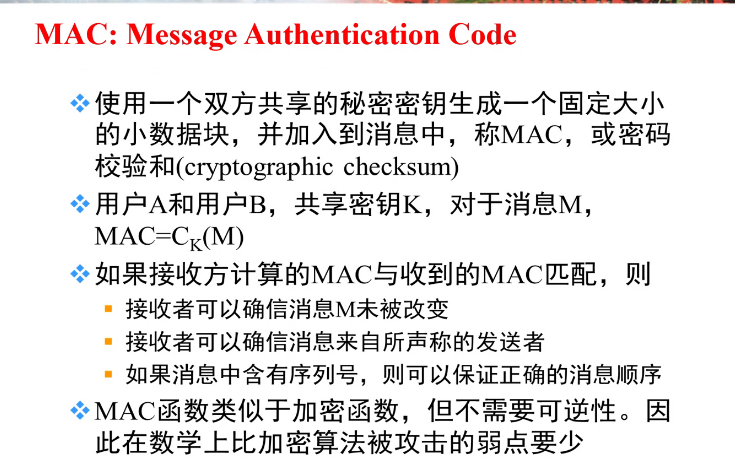 MAC: Message Authentication Code
❖使用一个双方共享的秘密密钥生成一个固定大小
的小数据块，并加入到消息中，称MAC，或密码
校验和(cryptographic checksum)
❖用户A和用户B，共享密钥K，对于消息M，
MAC=C_K(M)
❖如果接收方计算的MAC与收到的MAC匹配，则
▪ 接收者可以确信消息M未被改变
▪ 接收者可以确信消息来自所声称的发送者
▪ 如果消息中含有序列号，则可以保证正确的消息顺序
❖MAC函数类似于加密函数，但不需要可逆性。因
此在数学上比加密算法被攻击的弱点要少